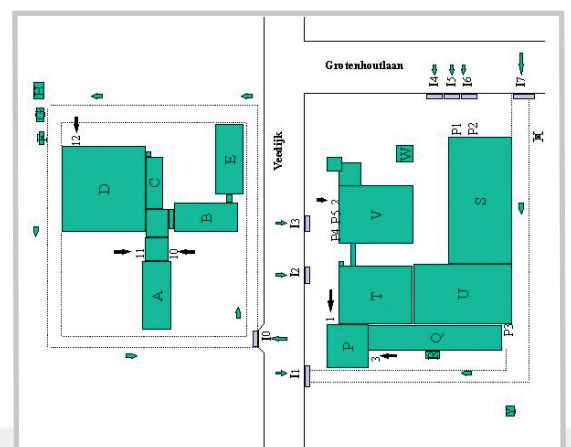 Grotenhoutlaan
I4
I5
I6
I7
H
G
12
D
C
E
B
11
10
A
Veedijk
I0
I1
I2
I3
W
P1
P2
X
S
2
P5
P4
V
1
T
U
P
3
Q
R
P3
Y